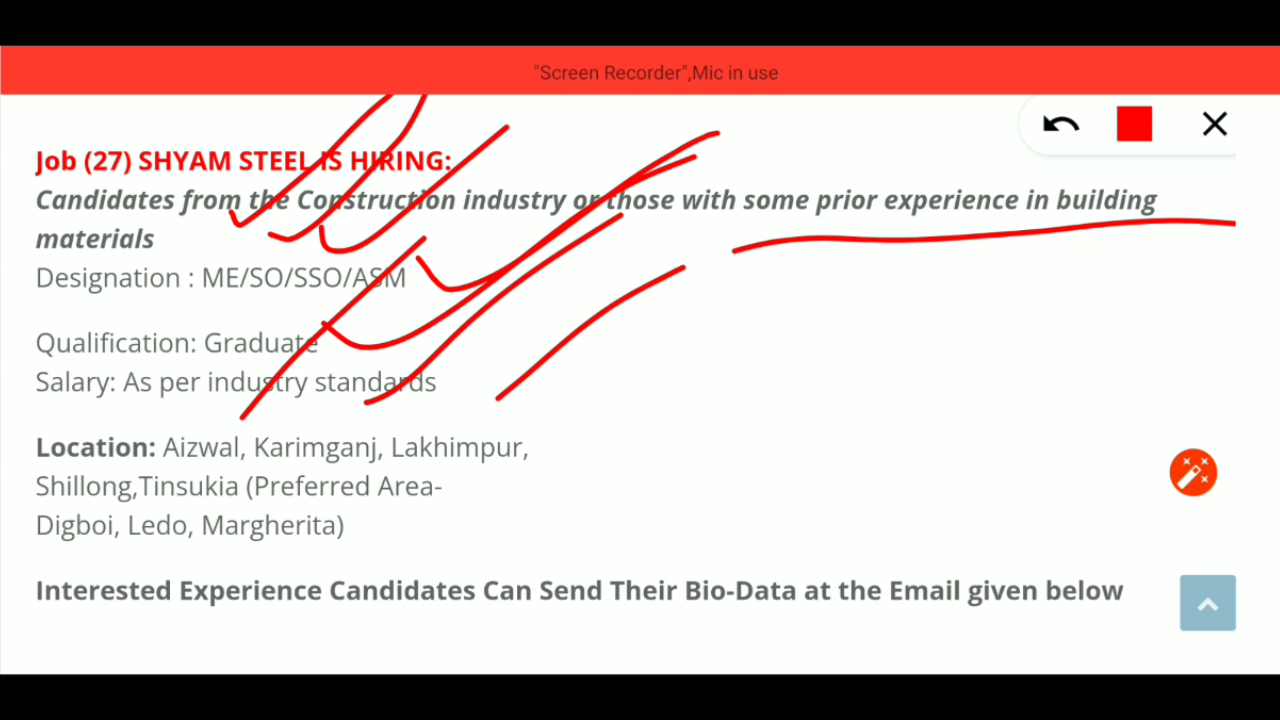 "Screen Recorder",Mic in use
Job (27) SHYAM STEEL IS HIRING:
Candidates from the Construction industry or those with some prior experience in building
materials
Designation : ME/SO/SSO/ASM
Qualification: Graduate
Salary: As per industry standards
Location: Aizwal, Karimganj, Lakhimpur,
Shillong,Tinsukia (Preferred Area-
Digboi, Ledo, Margherita)
Interested Experience Candidates Can Send Their Bio-Data at the Email given below